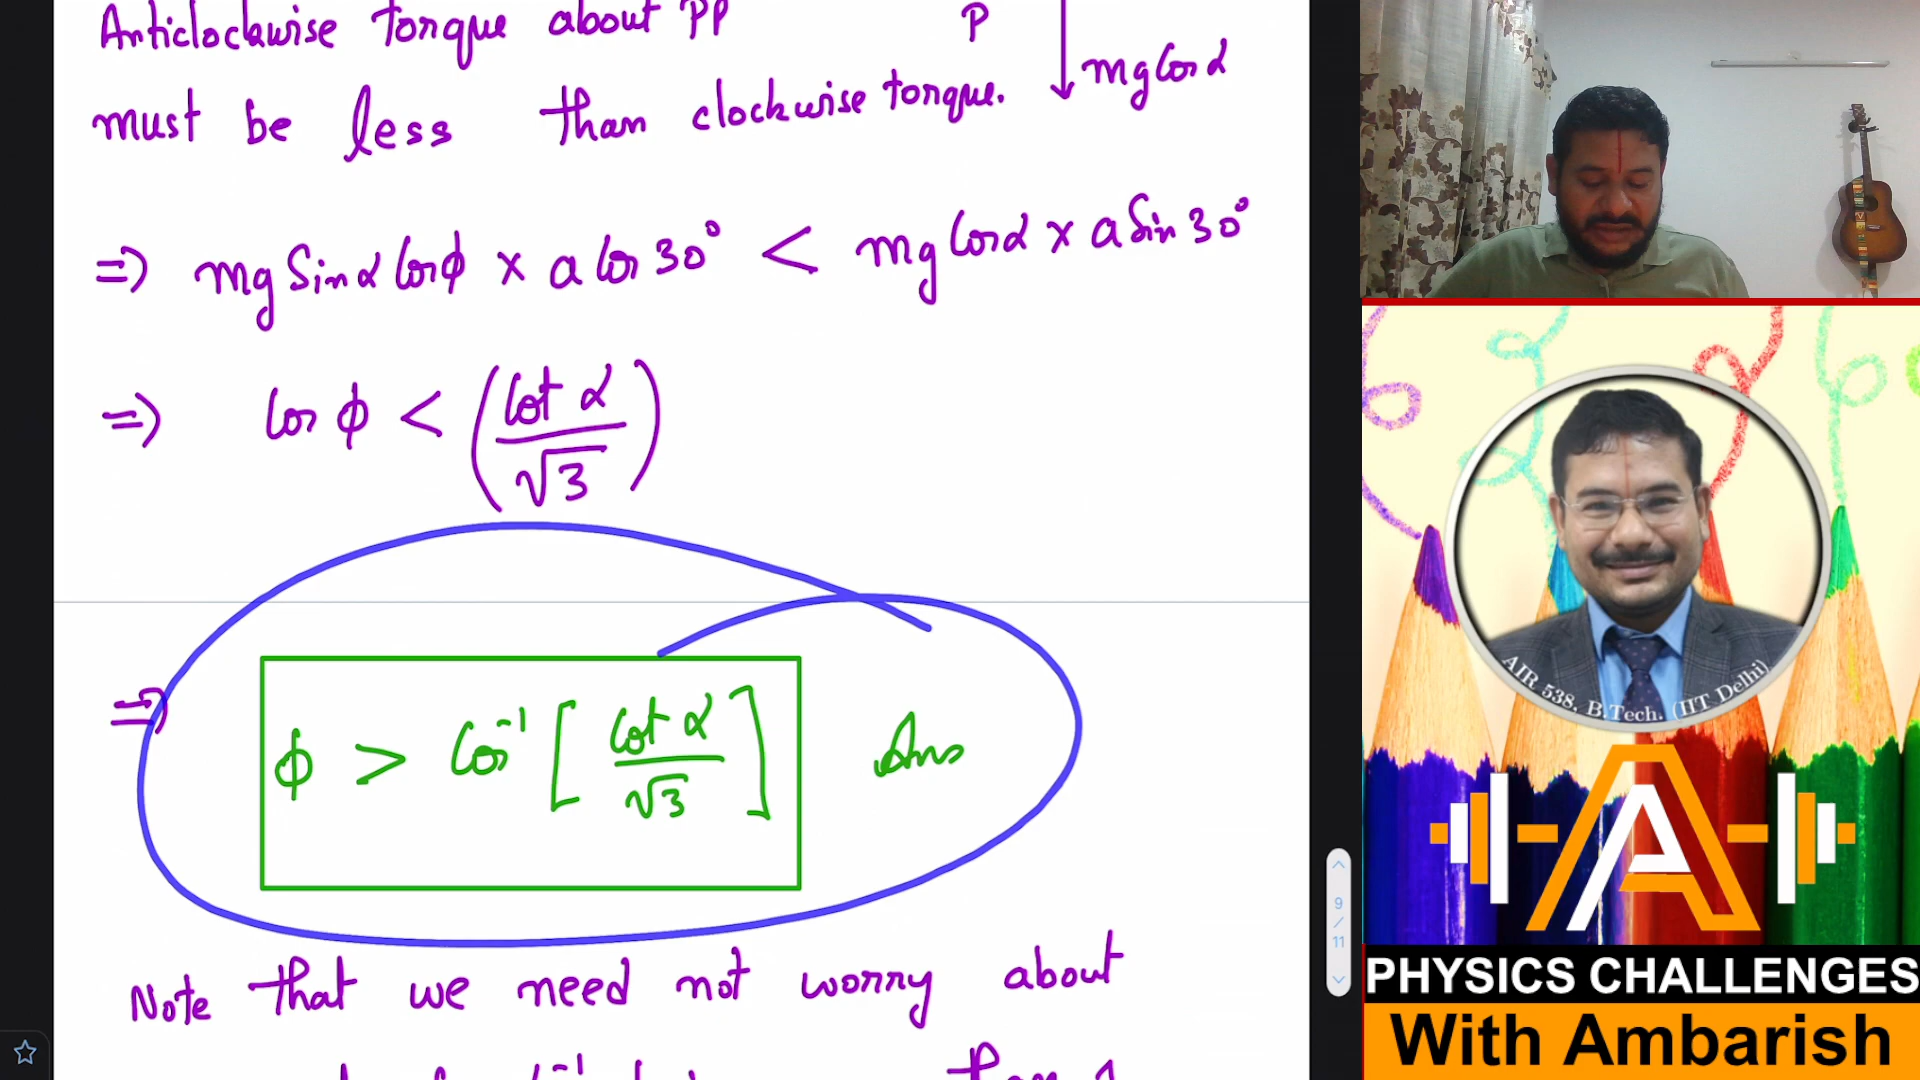 Anticlockwise torque about PP
P
mg Cos α
must be less than clockwise torque.
=> mg Sin α Cos ϕ × a Cos 30° < mg Cos α × a Sin 30°
=> Cos ϕ < (Cot α / √3)
=> ϕ > Cos⁻¹ [Cot α / √3] Ans
Note that we need not worry about
AIR 538, B.Tech. (IIT Delhi)
9
/
11
PHYSICS CHALLENGES
With Ambarish